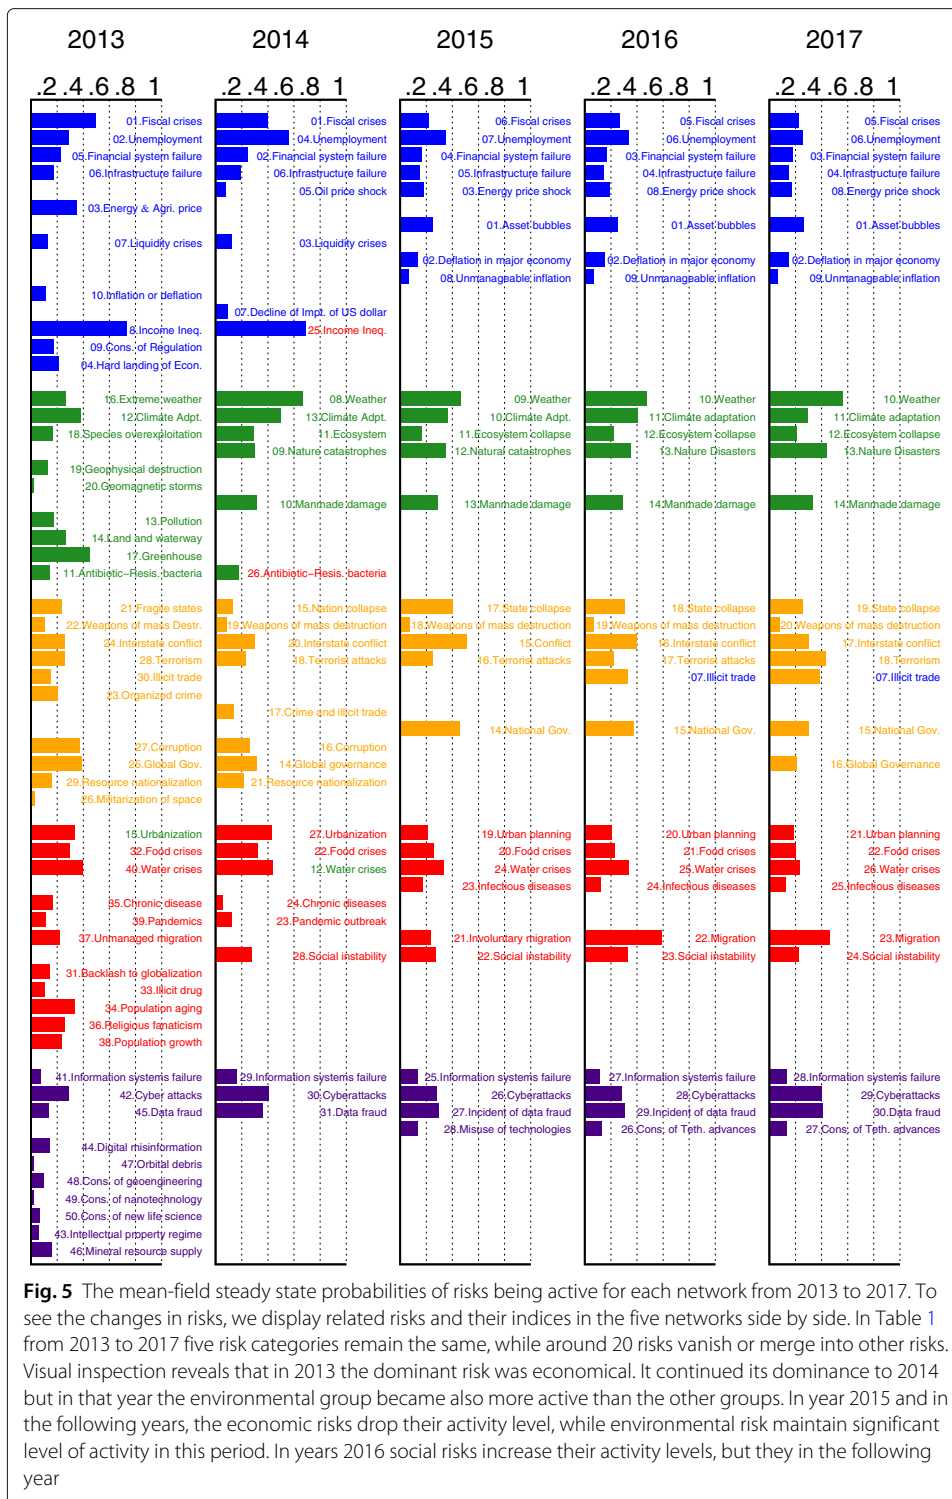 2013
.2.4.6.8 1
01.Fiscal crises
02.Unemployment
05.Financial system failure
06.Infrastructure failure
03.Energy & Agri. price
07.Liquidity crises
10.Inflation or deflation
8.Income Ineq.
09.Cons. of Regulation
04.Hard landing of Econ.
16.Extreme weather
12.Climate Adpt.
18.Species overexploitation
19.Geophysical destruction
20.Geomagnetic storms
13.Pollution
14.Land and waterway
17.Greenhouse
11.Antibiotic−Resis. bacteria
21.Fragile states
22.Weapons of mass Destr.
24.Interstate conflict
28.Terrorism
30.Illicit trade
23.Organized crime
27.Corruption
25.Global Gov.
29.Resource nationalization
26.Militarization of space
15.Urbanization
32.Food crises
40.Water crises
35.Chronic disease
39.Pandemics
37.Unmanaged migration
31.Backlash to globalization
33.Illicit drug
34.Population aging
36.Religious fanaticism
38.Population growth
41.Information systems failure
42.Cyber attacks
45.Data fraud
44.Digital misinformation
47.Orbital debris
48.Cons. of geoengineering
49.Cons. of nanotechnology
50.Cons. of new life science
43.Intellectual property regime
46.Mineral resource supply
2014
.2.4.6.8 1
01.Fiscal crises
04.Unemployment
02.Financial system failure
06.Infrastructure failure
05.Oil price shock
03.Liquidity crises
07.Decline of Impt. of US dollar
25.Income Ineq.
08.Weather
13.Climate Adpt.
11.Ecosystem
09.Nature catastrophes
10.Manmade damage
26.Antibiotic−Resis. bacteria
15.Nation collapse
19.Weapons of mass destruction
20.Interstate conflict
18.Terrorist attacks
17.Crime and illicit trade
16.Corruption
14.Global governance
21.Resource nationalization
27.Urbanization
22.Food crises
12.Water crises
24.Chronic diseases
23.Pandemic outbreak
28.Social instability
29.Information systems failure
30.Cyberattacks
31.Data fraud
2015
.2.4.6.8 1
06.Fiscal crises
07.Unemployment
04.Financial system failure
05.Infrastructure failure
03.Energy price shock
01.Asset bubbles
02.Deflation in major economy
08.Unmanageable inflation
09.Weather
10.Climate Adpt.
11.Ecosystem collapse
12.Natural catastrophes
13.Manmade damage
17.State collapse
18.Weapons of mass destruction
15.Conflict
16.Terrorist attacks
14.National Gov.
19.Urban planning
20.Food crises
24.Water crises
23.Infectious diseases
21.Involuntary migration
22.Social instability
25.Information systems failure
26.Cyberattacks
27.Incident of data fraud
28.Misuse of technologies
2016
.2.4.6.8 1
05.Fiscal crises
06.Unemployment
03.Financial system failure
04.Infrastructure failure
08.Energy price shock
01.Asset bubbles
02.Deflation in major economy
09.Unmanageable inflation
10.Weather
11.Climate adaptation
12.Ecosystem collapse
13.Nature Disasters
14.Manmade damage
18.State collapse
19.Weapons of mass destruction
16.Interstate conflict
17.Terrorist attacks
07.Illicit trade
15.National Gov.
20.Urban planning
21.Food crises
25.Water crises
24.Infectious diseases
22.Migration
23.Social instability
27.Information systems failure
28.Cyberattacks
29.Incident of data fraud
26.Cons. of Teth. advances
2017
.2.4.6.8 1
05.Fiscal crises
06.Unemployment
03.Financial system failure
04.Infrastructure failure
08.Energy price shock
01.Asset bubbles
02.Deflation in major economy
09.Unmanageable inflation
10.Weather
11.Climate adaptation
12.Ecosystem collapse
13.Nature Disasters
14.Manmade damage
19.State collapse
20.Weapons of mass destruction
17.Interstate conflict
18.Terrorism
07.Illicit trade
15.National Gov.
16.Global Governance
21.Urban planning
22.Food crises
26.Water crises
25.Infectious diseases
23.Migration
24.Social instability
28.Information systems failure
29.Cyberattacks
30.Data fraud
27.Cons. of Teth. advances
Fig. 5 The mean-field steady state probabilities of risks being active for each network from 2013 to 2017. To
see the changes in risks, we display related risks and their indices in the five networks side by side. In Table 1
from 2013 to 2017 five risk categories remain the same, while around 20 risks vanish or merge into other risks.
Visual inspection reveals that in 2013 the dominant risk was economical. It continued its dominance to 2014
but in that year the environmental group became also more active than the other groups. In year 2015 and in
the following years, the economic risks drop their activity level, while environmental risk maintain significant
level of activity in this period. In years 2016 social risks increase their activity levels, but they in the following
year